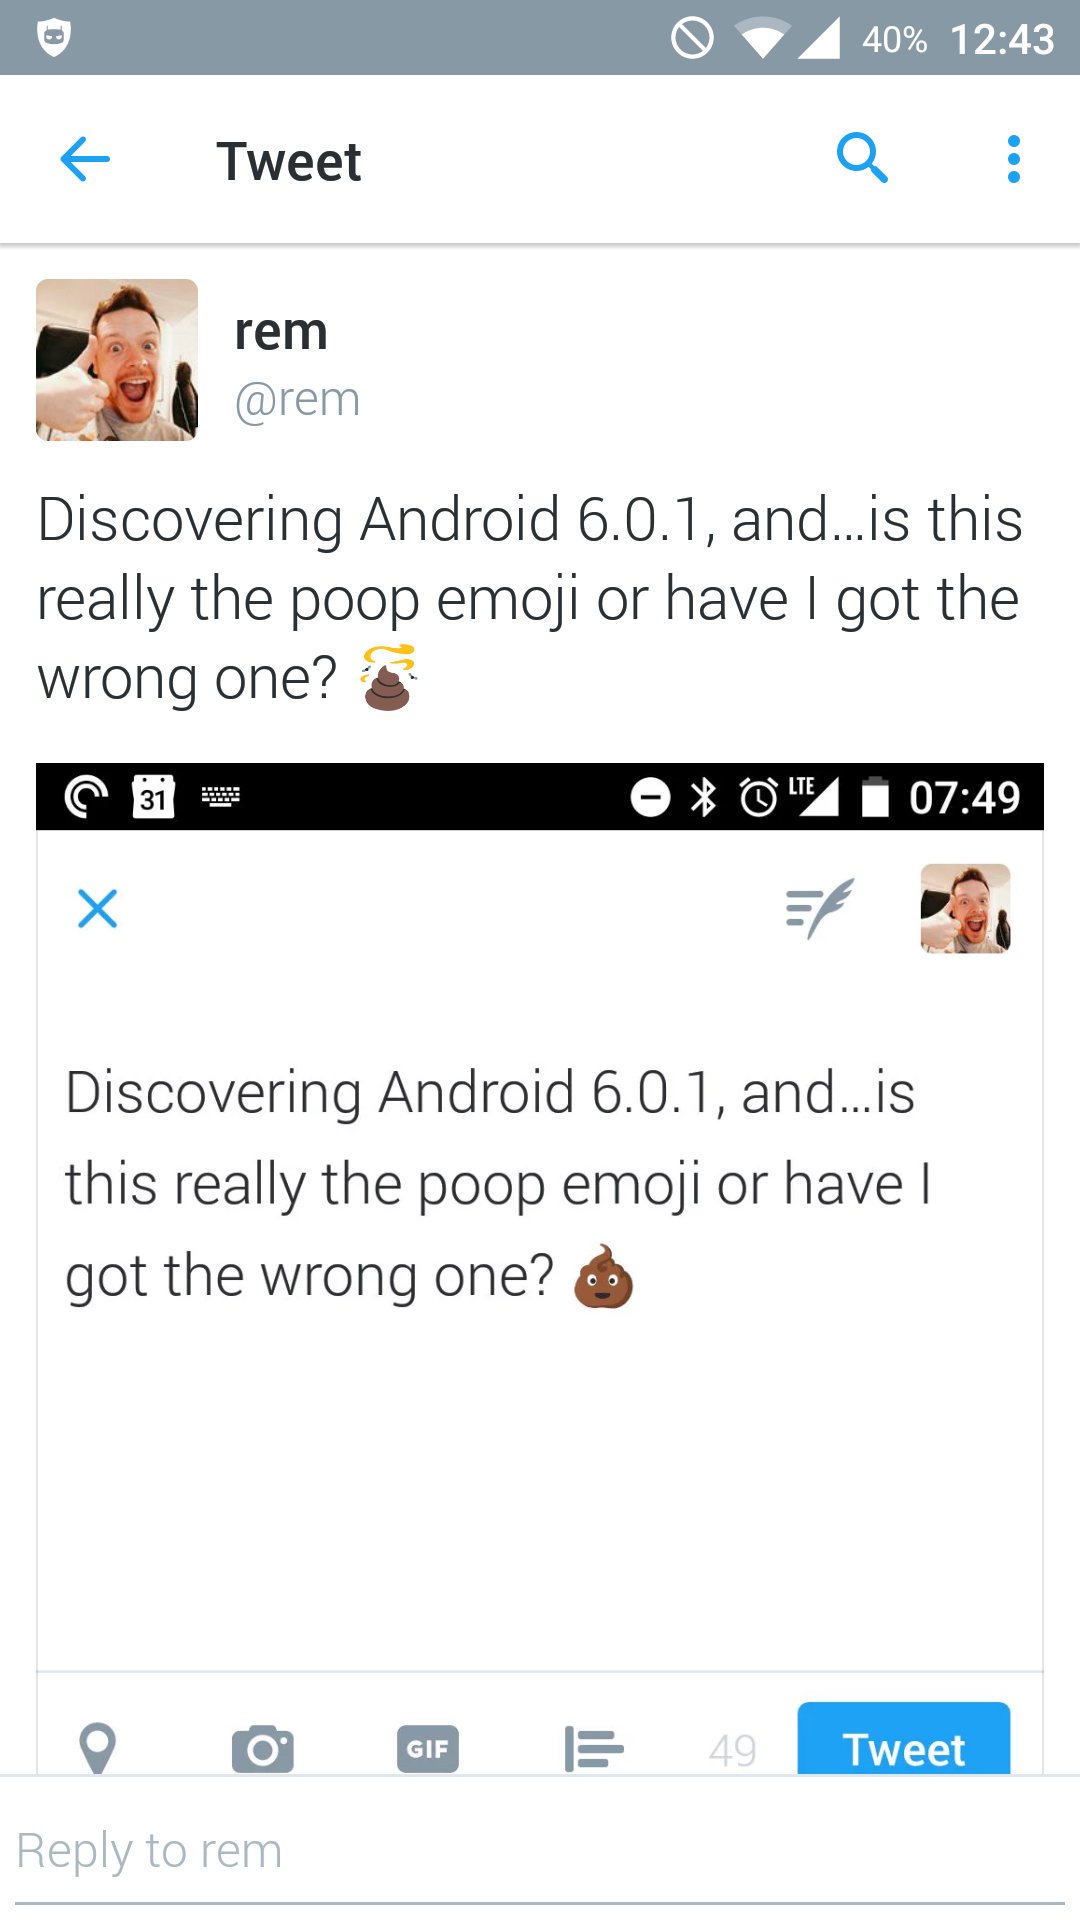 40% 12:43
Tweet
rem
@rem
Discovering Android 6.0.1, and…is this
really the poop emoji or have I got the
wrong one? 💩
31 LTE 07:49
Discovering Android 6.0.1, and…is
this really the poop emoji or have I
got the wrong one? 💩
GIF 49 Tweet
Reply to rem